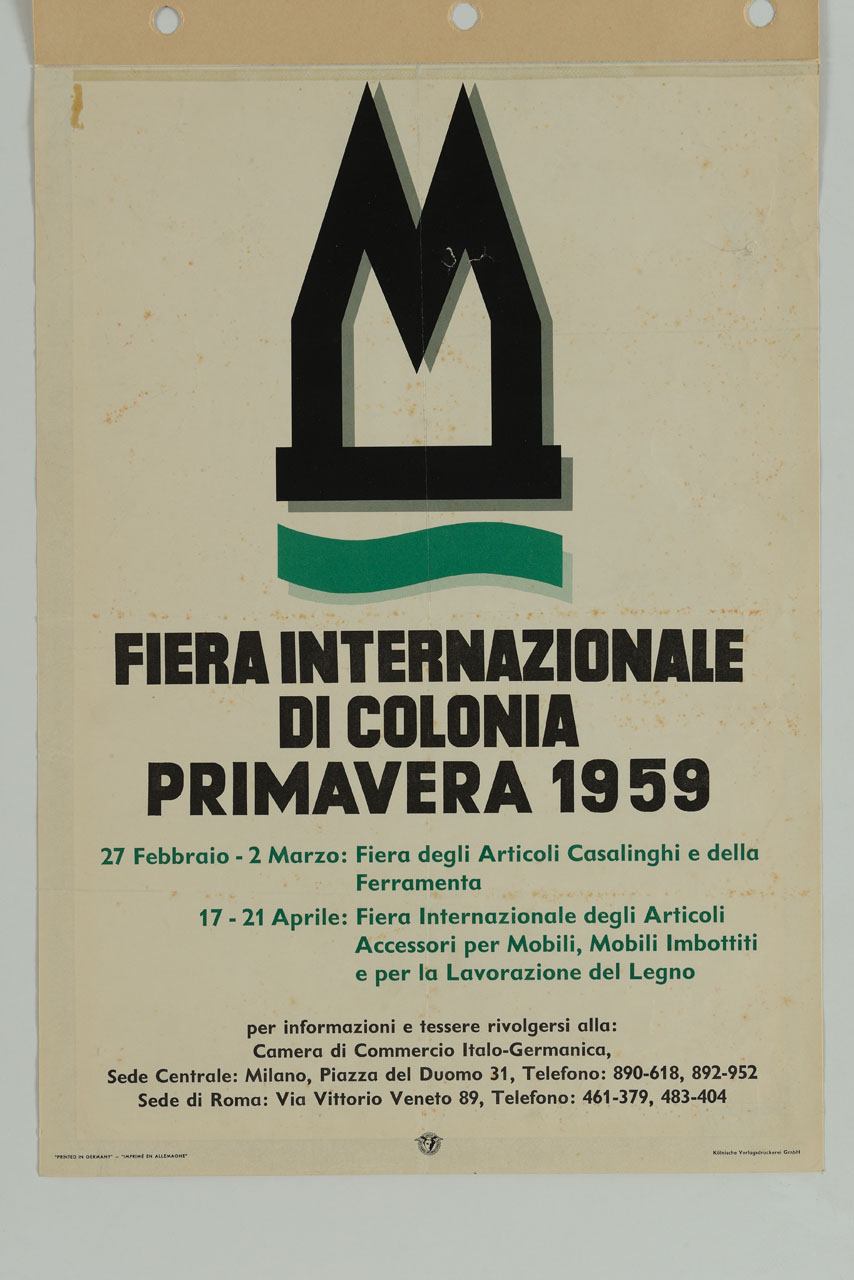 FIERA INTERNAZIONALE
DI COLONIA
PRIMAVERA 1959
27 Febbraio - 2 Marzo: Fiera degli Articoli Casalinghi e della
Ferramenta
17 - 21 Aprile: Fiera Internazionale degli Articoli
Accessori per Mobili, Mobili Imbottiti
e per la Lavorazione del Legno
per informazioni e tessere rivolgersi alla:
Camera di Commercio Italo-Germanica,
Sede Centrale: Milano, Piazza del Duomo 31, Telefono: 890-618, 892-952
Sede di Roma: Via Vittorio Veneto 89, Telefono: 461-379, 483-404
"PRINTED IN GERMANY" – "IMPRIMÉ EN ALLEMAGNE"
Kölnische Verlagsdruckerei GmbH